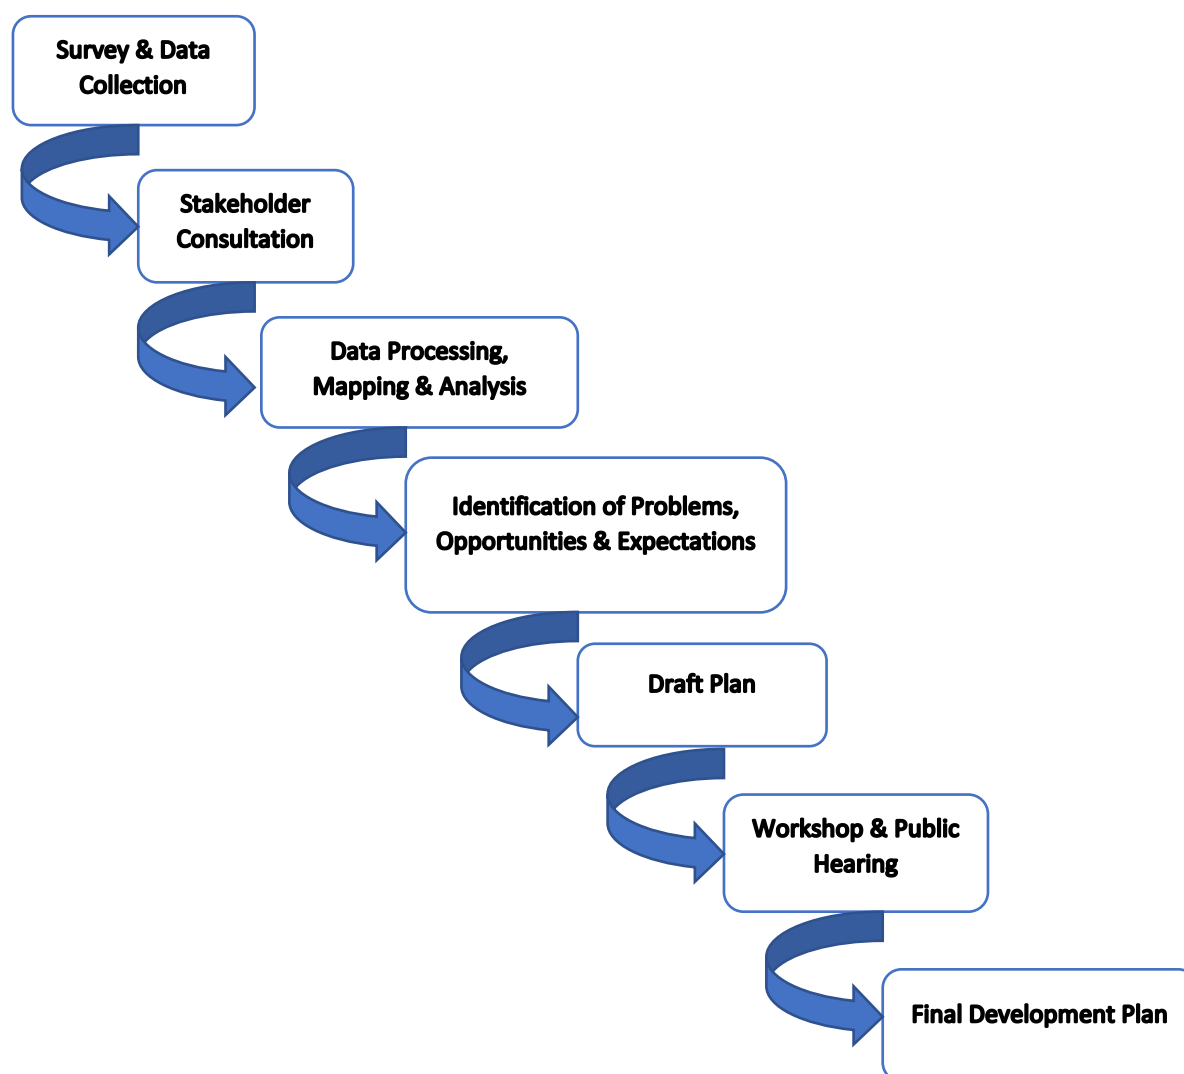 Survey & Data
Collection
Stakeholder
Consultation
Data Processing,
Mapping & Analysis
Identification of Problems,
Opportunities & Expectations
Draft Plan
Workshop & Public
Hearing
Final Development Plan